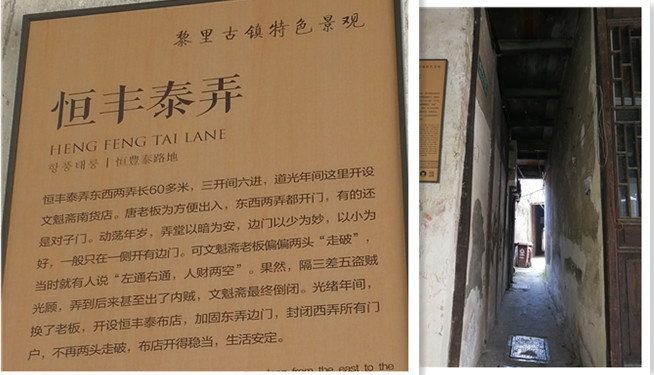 黎里古镇特色景观
恒丰泰弄
HENG FENG TAI LANE
恒豊泰路地
恒丰泰弄东西两弄长60多米，三开间六进，道光年间这里开设
文魁斋南货店。唐老板为方便出入，东西两弄都开门，有的还
是对子门。动荡年岁，弄堂以暗为安，边门以少为妙，以小为
好，一般只在一侧开有边门。可文魁斋老板偏偏两头“走破”，
当时就有人说“左通右通，人财两空”。果然，隔三差五盗贼
光顾，弄到后来甚至出了内贼，文魁斋最终倒闭。光绪年间，
换了老板，开设恒丰泰布店，加固东弄边门，封闭西弄所有门
户，不再两头走破，布店开得稳当，生活安定。
from the east to the